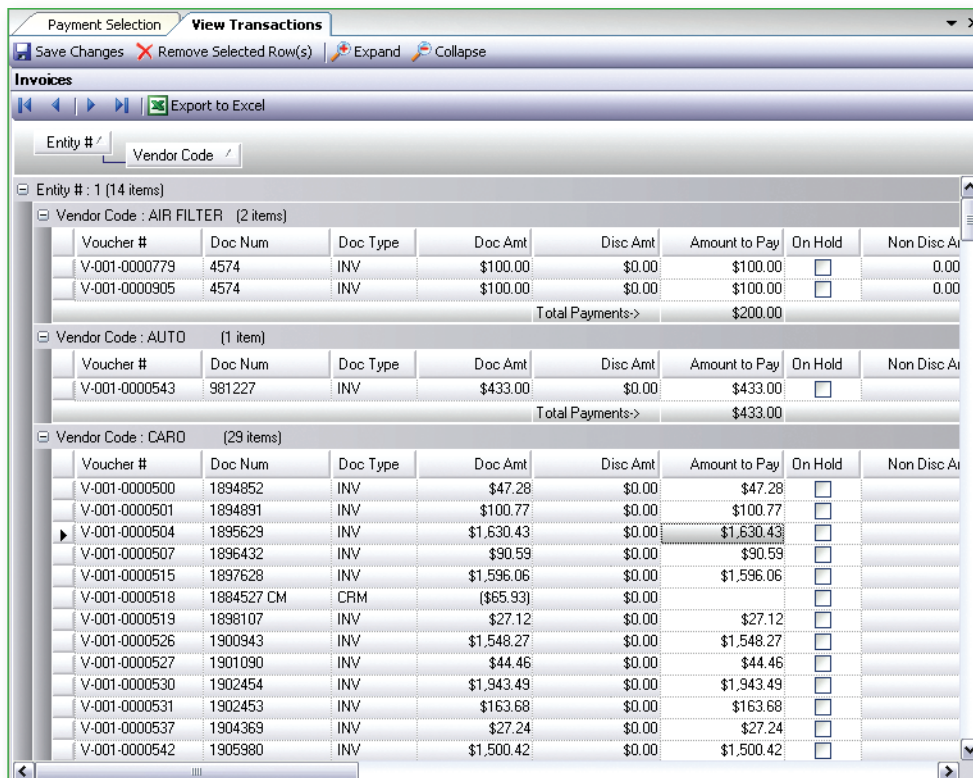 Payment Selection View Transactions
Save Changes Remove Selected Row(s) Expand Collapse
Invoices
Export to Excel
Entity #
Vendor Code
Entity # : 1 (14 items)
Vendor Code : AIR FILTER (2 items)
Voucher # Doc Num Doc Type Doc Amt Disc Amt Amount to Pay On Hold Non Disc A
V-001-0000779 4574 INV $100.00 $0.00 $100.00 0.00
V-001-0000905 4574 INV $100.00 $0.00 $100.00 0.00
Total Payments-> $200.00
Vendor Code : AUTO (1 item)
Voucher # Doc Num Doc Type Doc Amt Disc Amt Amount to Pay On Hold Non Disc A
V-001-0000543 981227 INV $433.00 $0.00 $433.00
Total Payments-> $433.00
Vendor Code : CARO (29 items)
Voucher # Doc Num Doc Type Doc Amt Disc Amt Amount to Pay On Hold Non Disc A
V-001-0000500 1894852 INV $47.28 $0.00 $47.28
V-001-0000501 1894891 INV $100.77 $0.00 $100.77
V-001-0000504 1895629 INV $1,630.43 $0.00 $1,630.43
V-001-0000507 1896432 INV $90.59 $0.00 $90.59
V-001-0000515 1897628 INV $1,596.06 $0.00 $1,596.06
V-001-0000518 1884527 CM CRM ($65.93) $0.00
V-001-0000519 1898107 INV $27.12 $0.00 $27.12
V-001-0000526 1900943 INV $1,548.27 $0.00 $1,548.27
V-001-0000527 1901090 INV $44.46 $0.00 $44.46
V-001-0000530 1902454 INV $1,943.49 $0.00 $1,943.49
V-001-0000531 1902453 INV $163.68 $0.00 $163.68
V-001-0000537 1904369 INV $27.24 $0.00 $27.24
V-001-0000542 1905980 INV $1,500.42 $0.00 $1,500.42